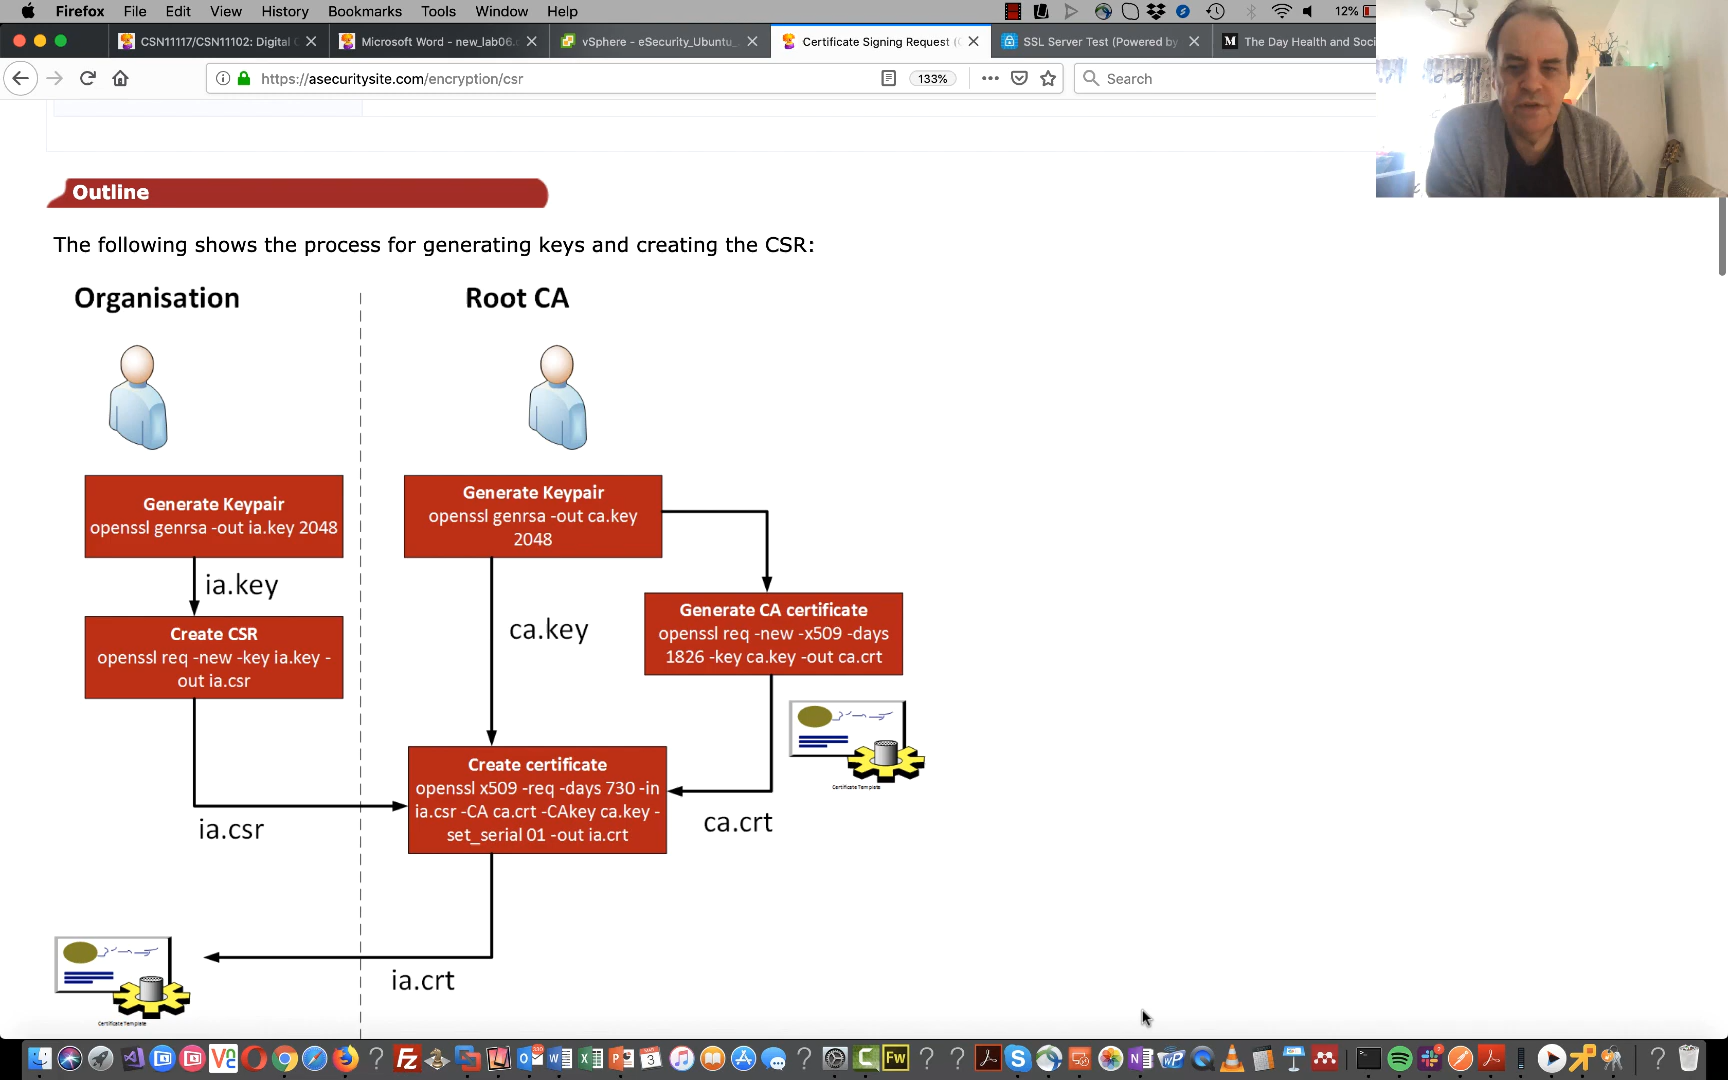 Firefox File Edit View History Bookmarks Tools Window Help 12%
CSN11117/CSN11102: Digital
Microsoft Word - new_lab06.
vSphere - eSecurity_Ubuntu_
Certificate Signing Request (
SSL Server Test (Powered by
The Day Health and Soci
https://asecuritysite.com/encryption/csr
133%
Search
Outline
The following shows the process for generating keys and creating the CSR:
Organisation
Root CA
Generate Keypair
openssl genrsa -out ia.key 2048
Generate Keypair
openssl genrsa -out ca.key
2048
ia.key
Create CSR
openssl req -new -key ia.key -
out ia.csr
ca.key
Generate CA certificate
openssl req -new -x509 -days
1826 -key ca.key -out ca.crt
Certificate Template
Create certificate
openssl x509 -req -days 730 -in
ia.csr -CA ca.crt -CAkey ca.key -
set_serial 01 -out ia.crt
ia.csr
ca.crt
ia.crt
Certificate Template